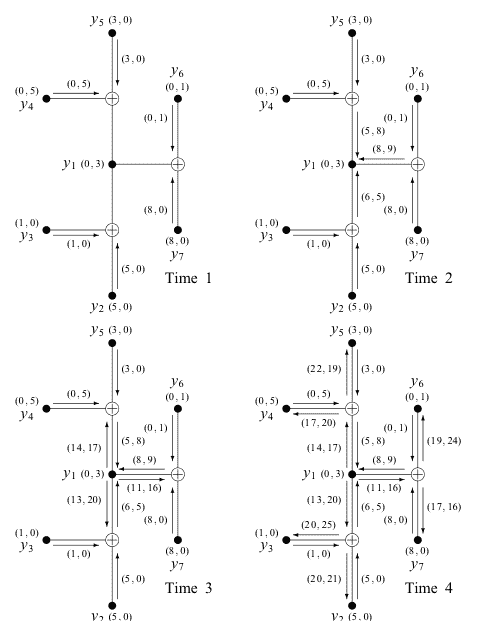 y5 (3, 0)
(3, 0)
(0, 5)
(0, 5)
y4
y6
(0, 1)
(0, 1)
y1 (0, 3)
(1, 0)
y3
(1, 0)
(8, 0)
(8, 0)
y7
(5, 0)
Time 1
y2 (5, 0)
y5 (3, 0)
(3, 0)
(0, 5)
(0, 5)
y4
y6
(0, 1)
(0, 1)
(5, 8)
(8, 9)
y1 (0, 3)
(6, 5)
(1, 0)
y3
(1, 0)
(8, 0)
(8, 0)
y7
(5, 0)
Time 2
y2 (5, 0)
y5 (3, 0)
(3, 0)
(0, 5)
(0, 5)
y4
y6
(0, 1)
(0, 1)
(14, 17)
(5, 8)
(8, 9)
y1 (0, 3)
(11, 16)
(13, 20)
(6, 5)
(1, 0)
y3
(1, 0)
(8, 0)
(8, 0)
y7
(5, 0)
Time 3
y2 (5, 0)
y5 (3, 0)
(22, 19)
(3, 0)
(0, 5)
(0, 5)
y4
(17, 20)
y6
(0, 1)
(0, 1)
(19, 24)
(14, 17)
(5, 8)
(8, 9)
y1 (0, 3)
(11, 16)
(13, 20)
(6, 5)
(17, 16)
(1, 0)
(20, 25)
y3
(1, 0)
(8, 0)
(8, 0)
y7
(20, 21)
(5, 0)
Time 4
y2 (5, 0)